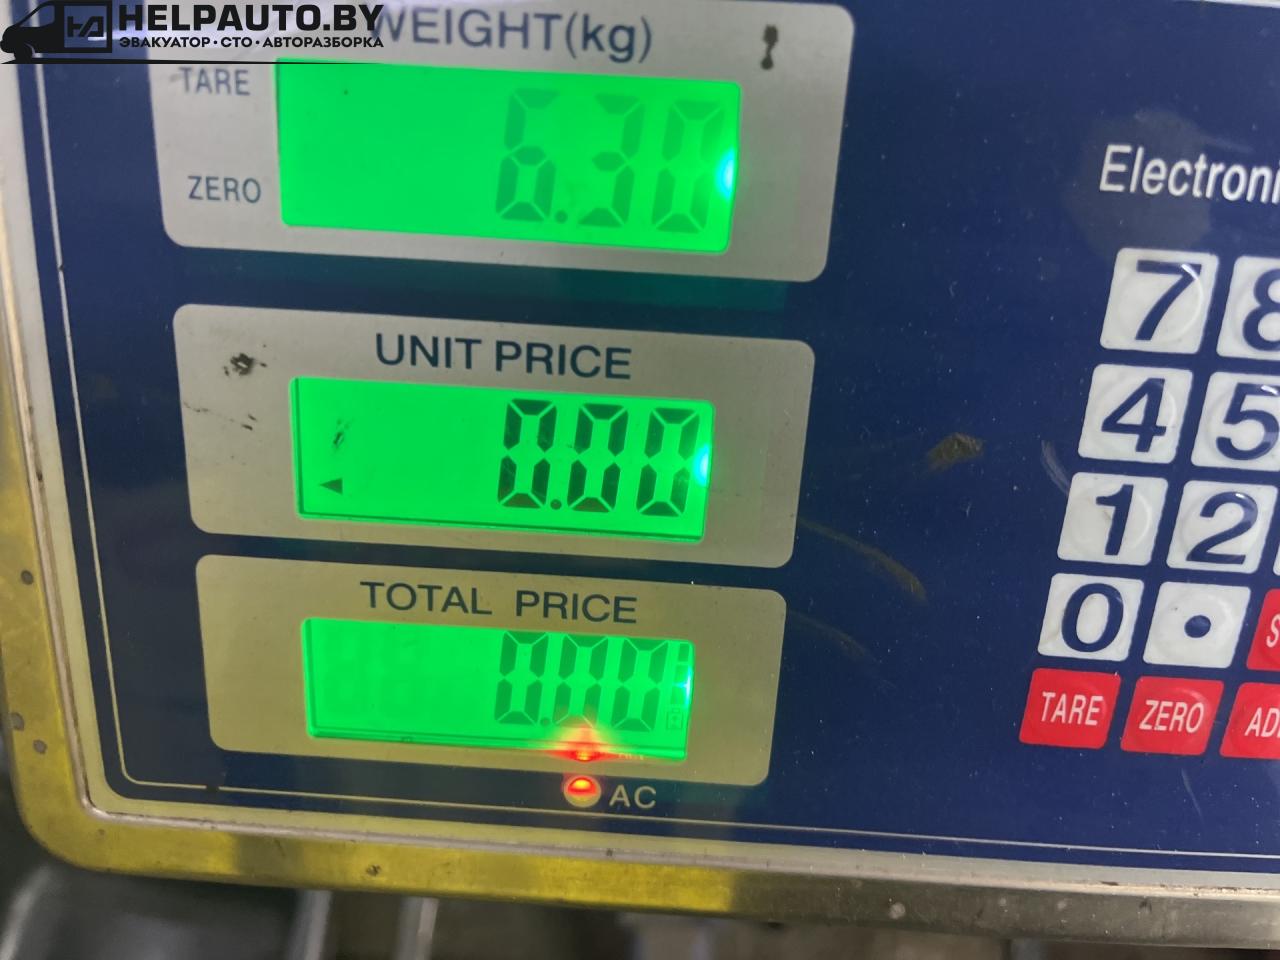 HELPAUTO.BY
ЭВАКУАТОР · СТО · АВТОРАЗБОРКА
WEIGHT(kg)
TARE
6.30
ZERO
Electroni
UNIT PRICE
0.00
TOTAL PRICE
0.00
AC
7 8
4 5
1 2
0 .
TARE ZERO AD